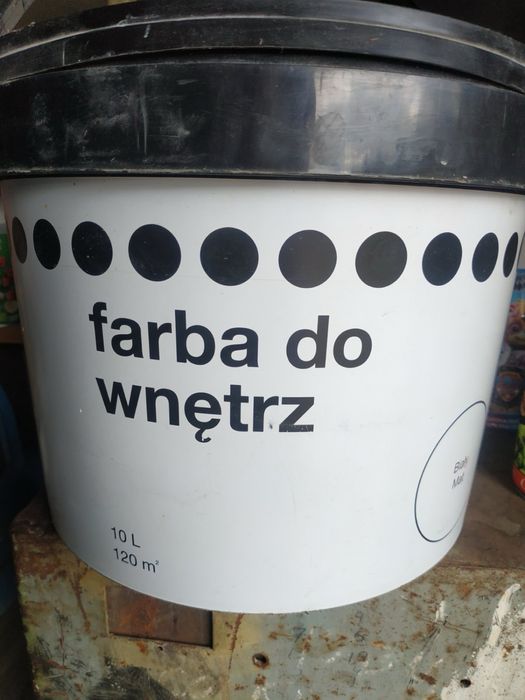 farba do
wnętrz
10 L
120 m²
Biały
Mat